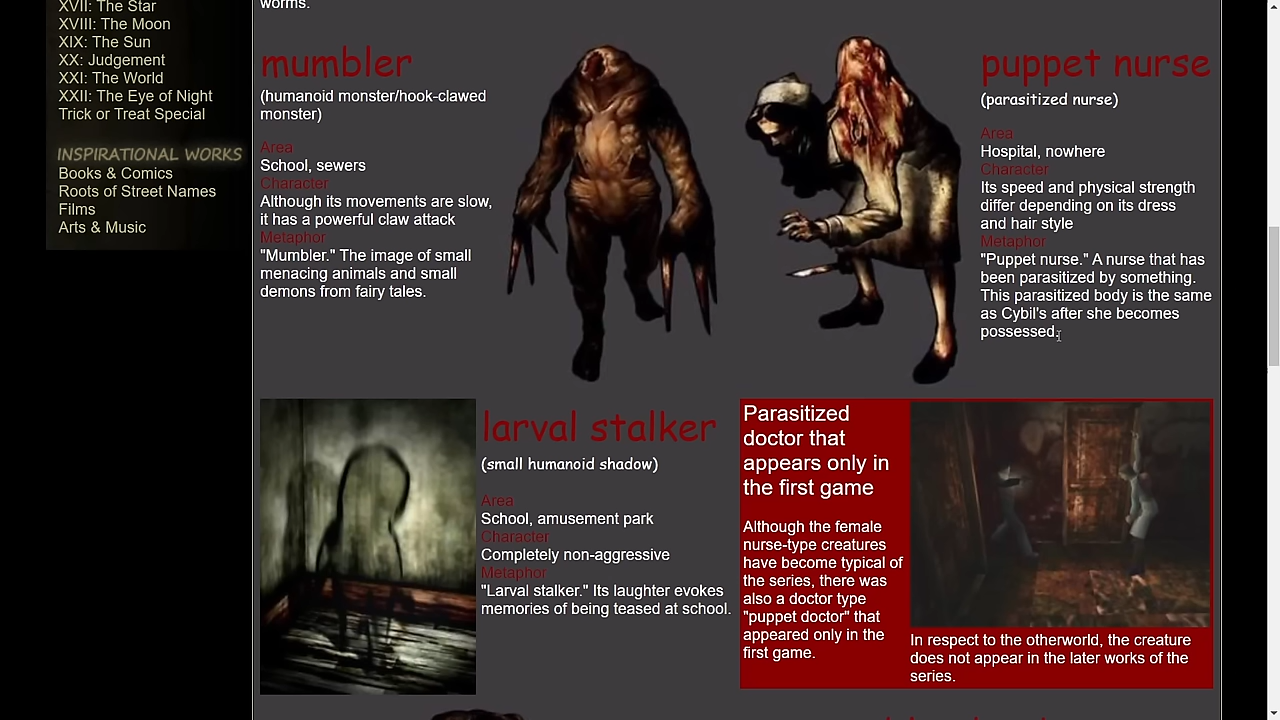 XVII: The Star
XVIII: The Moon
XIX: The Sun
XX: Judgement
XXI: The World
XXII: The Eye of Night
Trick or Treat Special
INSPIRATIONAL WORKS
Books & Comics
Roots of Street Names
Films
Arts & Music
worms.
mumbler
(humanoid monster/hook-clawed
monster)
Area
School, sewers
Character
Although its movements are slow,
it has a powerful claw attack
Metaphor
"Mumbler." The image of small
menacing animals and small
demons from fairy tales.
puppet nurse
(parasitized nurse)
Area
Hospital, nowhere
Character
Its speed and physical strength
differ depending on its dress
and hair style
Metaphor
"Puppet nurse." A nurse that has
been parasitized by something.
This parasitized body is the same
as Cybil's after she becomes
possessed.
larval stalker
(small humanoid shadow)
Area
School, amusement park
Character
Completely non-aggressive
Metaphor
"Larval stalker." Its laughter evokes
memories of being teased at school.
Parasitized
doctor that
appears only in
the first game
Although the female
nurse-type creatures
have become typical of
the series, there was
also a doctor type
"puppet doctor" that
appeared only in the
first game.
In respect to the otherworld, the creature
does not appear in the later works of the
series.